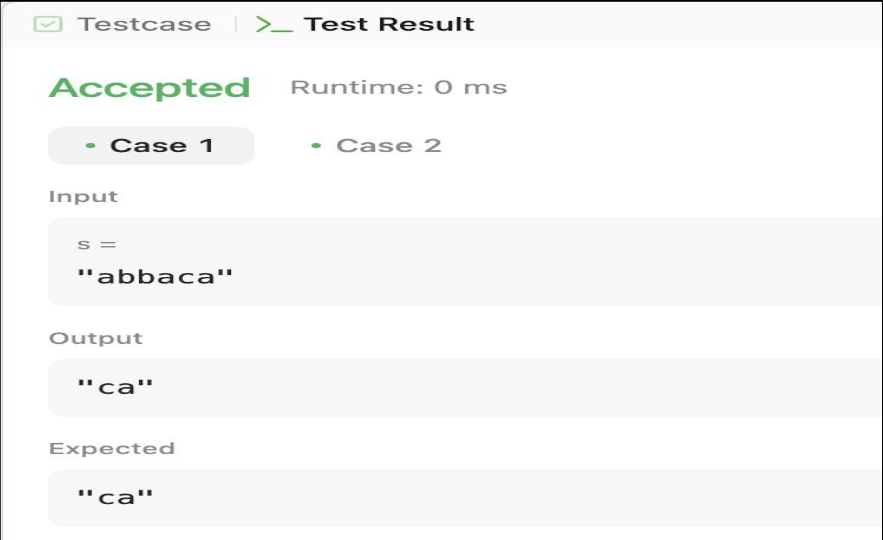 Testcase | >_ Test Result
Accepted Runtime: 0 ms
• Case 1 • Case 2
Input
s =
"abbaca"
Output
"ca"
Expected
"ca"